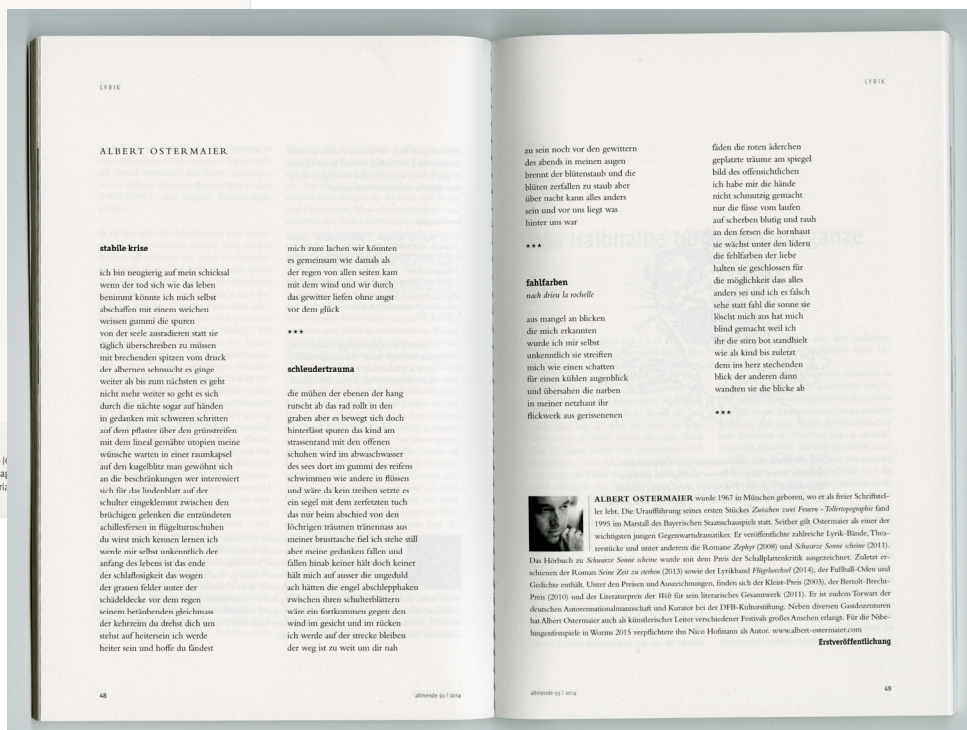 LYRIK
ALBERT OSTERMAIER
stabile krise
ich bin neugierig auf mein schicksal
wenn der tod sich wie das leben
benimmt könnte ich mich selbst
abschaffen mit einem weichen
weissen gummi die spuren
von der seele ausradieren statt sie
täglich überschreiben zu müssen
mit brechenden spitzen vom druck
der albernen sehnsucht es ginge
weiter als bis zum nächsten es geht
nicht mehr weiter so geht es sich
durch die nächte sogar auf händen
in gedanken mit schweren schritten
auf dem pflaster über den grünstreifen
mit dem lineal gemähte utopien meine
wünsche warten in einer raumkapsel
auf den kugelblitz man gewöhnt sich
an die beschränkungen wer interessiert
sich für das lindenblatt auf der
schulter eingeklemmt zwischen den
brüchigen gelenken die entzündeten
achillesfersen in flügelturnschuhen
du wirst mich kennen lernen ich
werde mir selbst unkenntlich der
anfang des lebens ist das ende
der schlaflosigkeit das wogen
der grauen felder unter der
schädeldecke vor dem regen
seinem betäubenden gleichmass
der kehrreim du drehst dich um
stehst auf heitersein ich werde
heiter sein und hoffe du fändest
mich zum lachen wir könnten
es gemeinsam wie damals als
der regen von allen seiten kam
mit dem wind und wir durch
das gewitter liefen ohne angst
vor dem glück
***
schleudertrauma
die mühen der ebenen der hang
rutscht ab das rad rollt in den
graben aber es bewegt sich doch
hinterlässt spuren das kind am
strassenrand mit den offenen
schuhen wird im abwaschwasser
des sees dort im gummi des reifens
schwimmen wie andere in flüssen
und wäre da kein treiben setzte es
ein segel mit dem zerfetzten tuch
das mir beim abschied von den
löchrigen träumen tränennass aus
meiner brusttasche fiel ich stehe still
aber meine gedanken fallen und
fallen hinab keiner hält doch keiner
hält mich auf ausser die ungeduld
ach hätten die engel abschlepphaken
zwischen ihren schulterblättern
wäre ein fortkommen gegen den
wind im gesicht und im rücken
ich werde auf der strecke bleiben
der weg ist zu weit um dir nah
48
allmende 93 | 2014
LYRIK
zu sein noch vor den gewittern
des abends in meinen augen
brennt der blütenstaub und die
blüten zerfallen zu staub aber
über nacht kann alles anders
sein und vor uns liegt was
hinter uns war
***
fahlfarben
nach drieu la rochelle
aus mangel an blicken
die mich erkannten
wurde ich mir selbst
unkenntlich sie streiften
mich wie einen schatten
für einen kühlen augenblick
und übersahen die narben
in meiner netzhaut ihr
flickwerk aus gerissenenen
fäden die roten äderchen
geplatzte träume am spiegel
bild des offensichtlichen
ich habe mir die hände
nicht schmutzig gemacht
nur die füsse vom laufen
auf scherben blutig und rauh
an den fersen die hornhaut
sie wächst unter den lidern
die fehlfarben der liebe
halten sie geschlossen für
die möglichkeit dass alles
anders sei und ich es falsch
sehe statt fahl die sonne sie
löscht mich aus hat mich
blind gemacht weil ich
ihr die stirn bot standhielt
wie als kind bis zuletzt
dem ins herz stechenden
blick der anderen dann
wandten sie die blicke ab
***
ALBERT OSTERMAIER wurde 1967 in München geboren, wo er als freier Schriftstel-
ler lebt. Die Uraufführung seines ersten Stückes Zwischen zwei Feuern - Tollertopographie fand
1995 im Marstall des Bayerischen Staatsschauspiels statt. Seither gilt Ostermaier als einer der
wichtigsten jungen Gegenwartsdramatiker. Er veröffentlichte zahlreiche Lyrik-Bände, Thea-
terstücke und unter anderem die Romane Zephyr (2008) und Schwarze Sonne scheine (2011).
Das Hörbuch zu Schwarze Sonne scheine wurde mit dem Preis der Schallplattenkritik ausgezeichnet. Zuletzt er-
schienen der Roman Seine Zeit zu sterben (2013) sowie der Lyrikband Flügelwechsel (2014), der Fußball-Oden und
Gedichte enthält. Unter den Preisen und Auszeichnungen, finden sich der Kleist-Preis (2003), der Bertolt-Brecht-
Preis (2010) und der Literaturpreis der Welt für sein literarisches Gesamtwerk (2011). Er ist zudem Torwart der
deutschen Autorennationalmannschaft und Kurator bei der DFB-Kulturstiftung. Neben diversen Gastdozenturen
hat Albert Ostermaier auch als künstlerischer Leiter verschiedener Festivals großes Ansehen erlangt. Für die Nibe-
lungenfestspiele in Worms 2015 verpflichtete ihn Nico Hofmann als Autor. www.albert-ostermaier.com
Erstveröffentlichung
allmende 93 | 2014
49